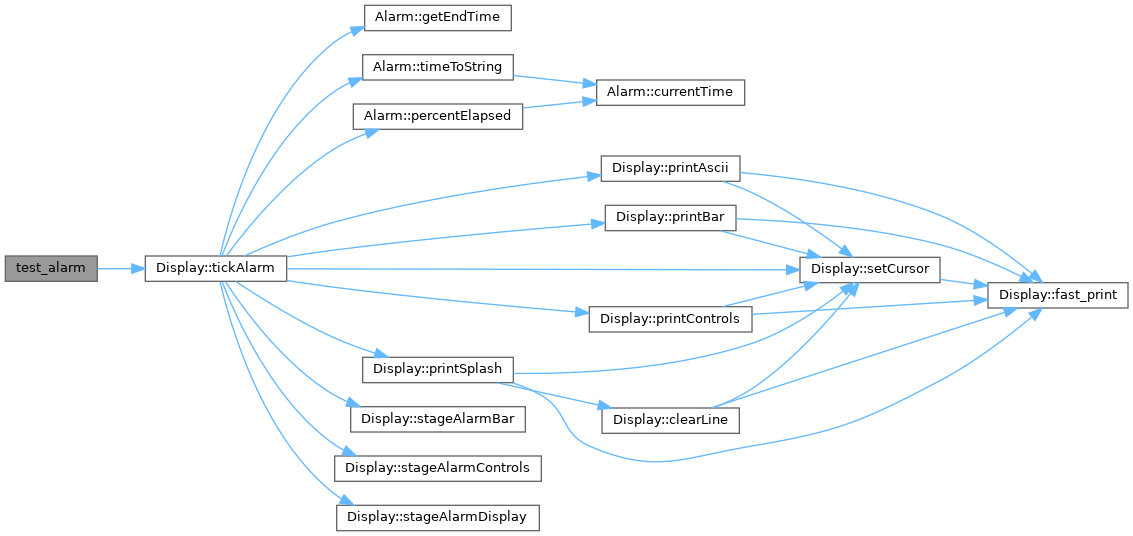 test_alarm
Display::tickAlarm
Alarm::getEndTime
Alarm::timeToString
Alarm::percentElapsed
Alarm::currentTime
Display::printAscii
Display::printBar
Display::setCursor
Display::fast_print
Display::printControls
Display::printSplash
Display::clearLine
Display::stageAlarmBar
Display::stageAlarmControls
Display::stageAlarmDisplay